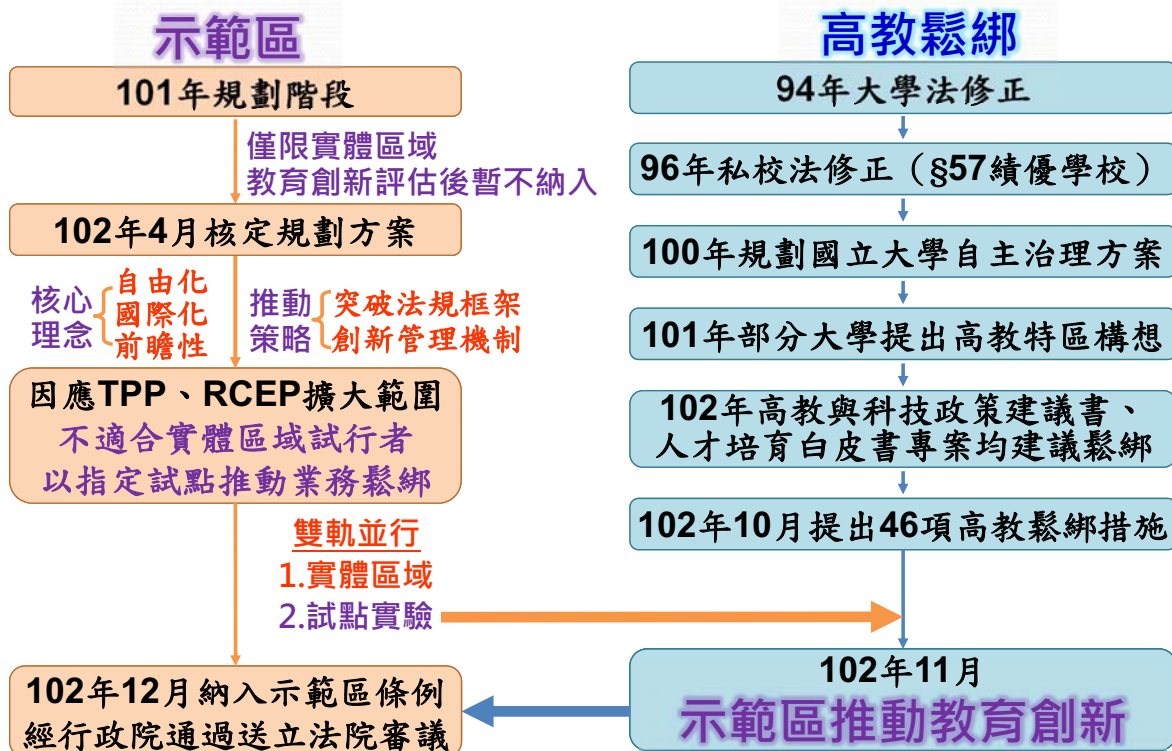 示範區
101年規劃階段
僅限實體區域
教育創新評估後暫不納入
102年4月核定規劃方案
核心
理念
自由化
國際化
前瞻性
推動
策略
突破法規框架
創新管理機制
因應TPP、RCEP擴大範圍
不適合實體區域試行者
以指定試點推動業務鬆綁
雙軌並行
1.實體區域
2.試點實驗
102年12月納入示範區條例
經行政院通過送立法院審議
高教鬆綁
94年大學法修正
96年私校法修正（§57績優學校）
100年規劃國立大學自主治理方案
101年部分大學提出高教特區構想
102年高教與科技政策建議書、
人才培育白皮書專案均建議鬆綁
102年10月提出46項高教鬆綁措施
102年11月
示範區推動教育創新